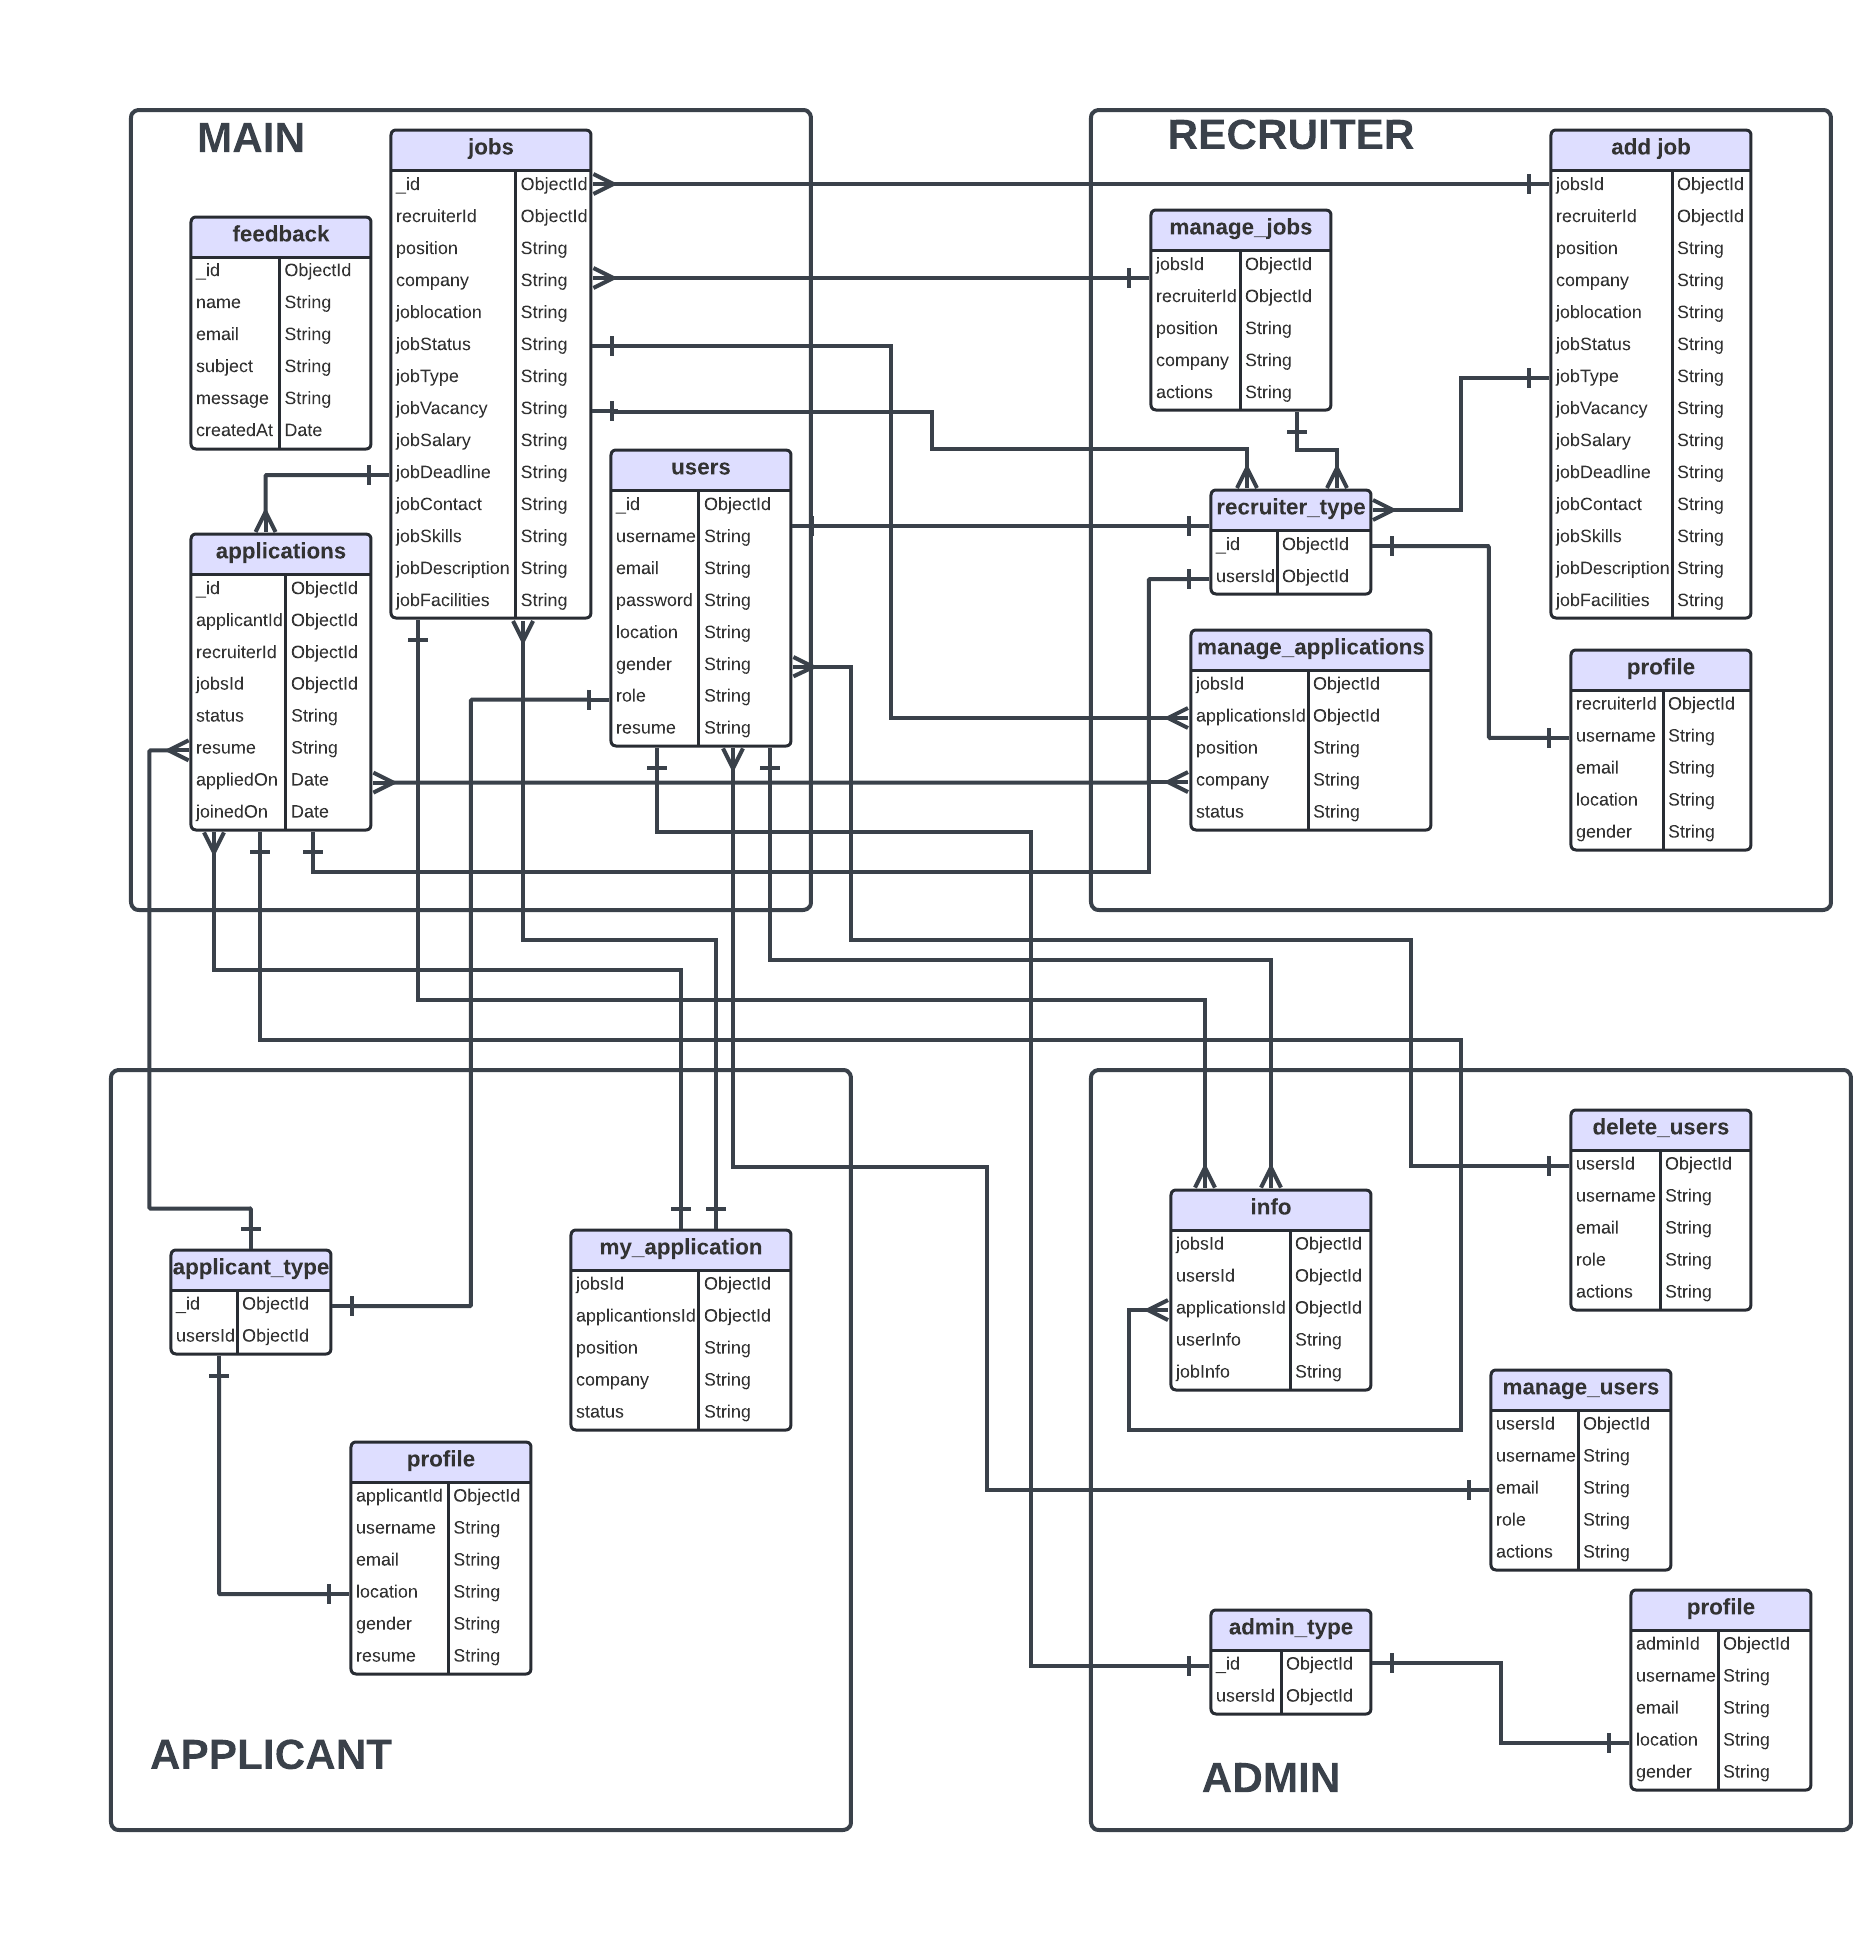 MAIN
jobs
_id ObjectId
recruiterId ObjectId
position String
company String
joblocation String
jobStatus String
jobType String
jobVacancy String
jobSalary String
jobDeadline String
jobContact String
jobSkills String
jobDescription String
jobFacilities String
feedback
_id ObjectId
name String
email String
subject String
message String
createdAt Date
users
_id ObjectId
username String
email String
password String
location String
gender String
role String
resume String
applications
_id ObjectId
applicantId ObjectId
recruiterId ObjectId
jobsId ObjectId
status String
resume String
appliedOn Date
joinedOn Date
RECRUITER
add job
jobsId ObjectId
recruiterId ObjectId
position String
company String
joblocation String
jobStatus String
jobType String
jobVacancy String
jobSalary String
jobDeadline String
jobContact String
jobSkills String
jobDescription String
jobFacilities String
manage_jobs
jobsId ObjectId
recruiterId ObjectId
position String
company String
actions String
recruiter_type
_id ObjectId
usersId ObjectId
manage_applications
jobsId ObjectId
applicationsId ObjectId
position String
company String
status String
profile
recruiterId ObjectId
username String
email String
location String
gender String
applicant_type
_id ObjectId
usersId ObjectId
my_application
jobsId ObjectId
applicantionsId ObjectId
position String
company String
status String
profile
applicantId ObjectId
username String
email String
location String
gender String
resume String
APPLICANT
delete_users
usersId ObjectId
username String
email String
role String
actions String
info
jobsId ObjectId
usersId ObjectId
applicationsId ObjectId
userInfo String
jobInfo String
manage_users
usersId ObjectId
username String
email String
role String
actions String
admin_type
_id ObjectId
usersId ObjectId
profile
adminId ObjectId
username String
email String
location String
gender String
ADMIN